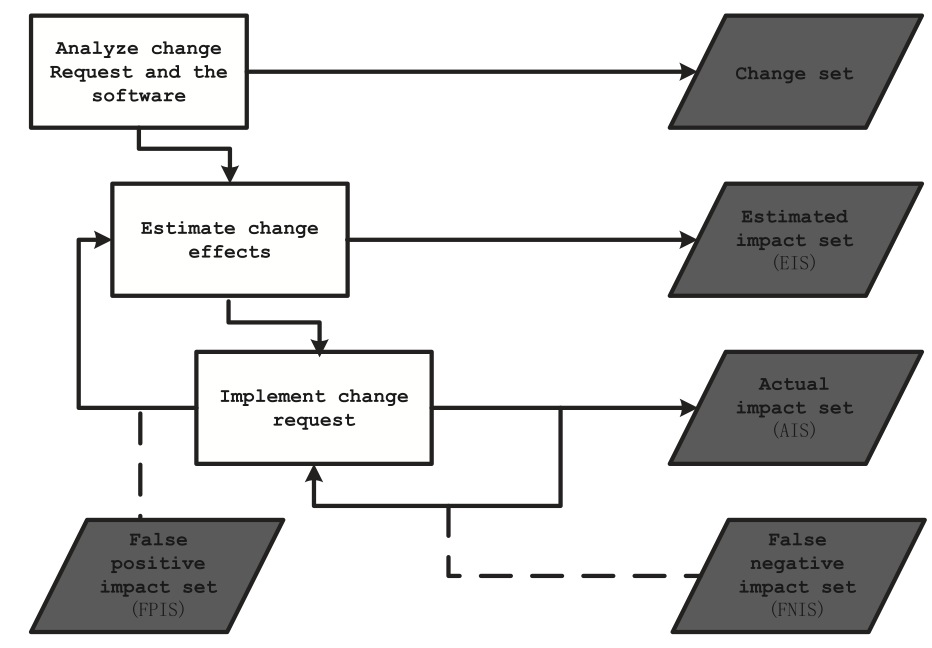 Analyze change
Request and the
software
Change set
Estimate change
effects
Estimated
impact set
(EIS)
Implement change
request
Actual
impact set
(AIS)
False
positive
impact set
(FPIS)
False
negative
impact set
(FNIS)